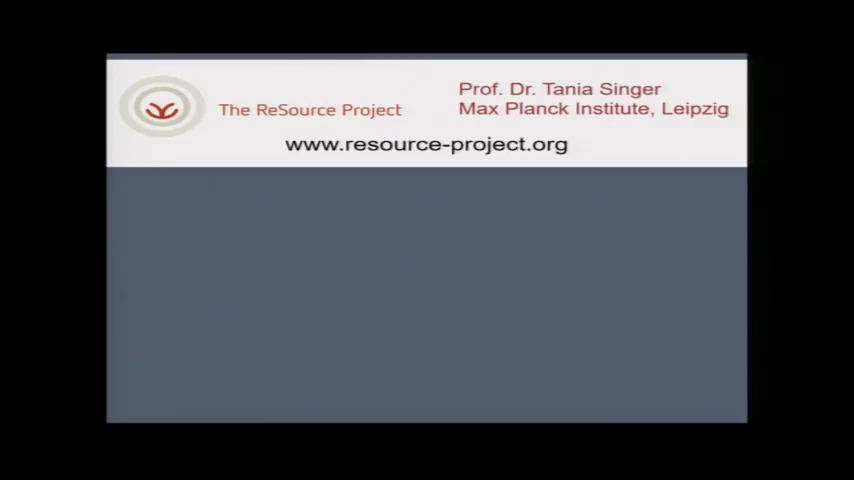 Prof. Dr. Tania Singer
The ReSource Project
Max Planck Institute, Leipzig
www.resource-project.org